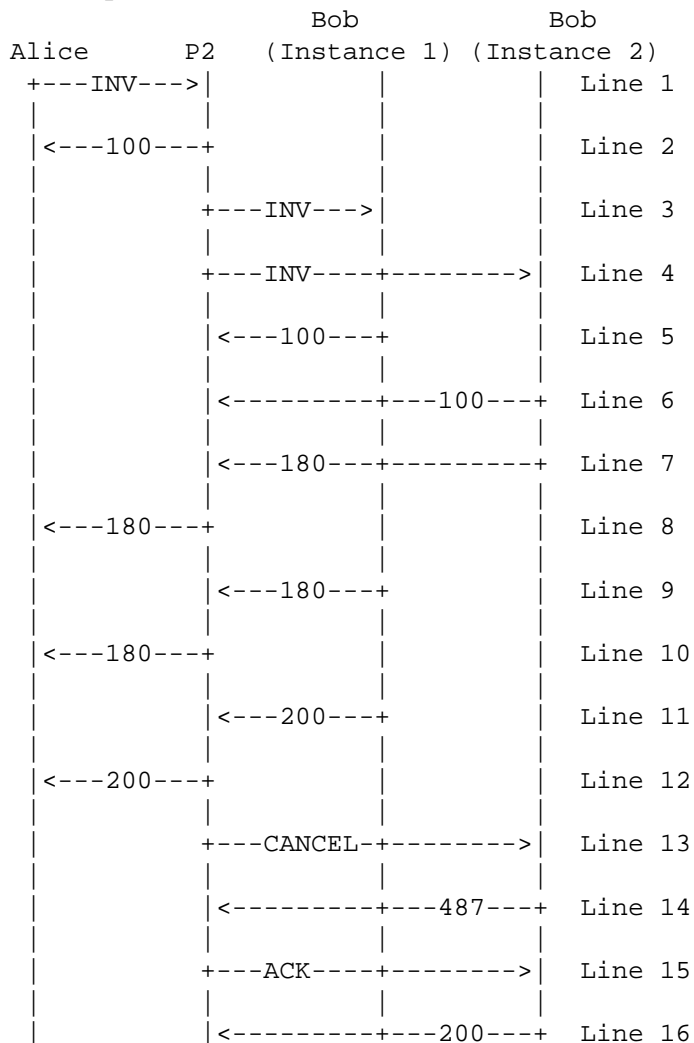 Bob          Bob
Alice      P2    (Instance 1) (Instance 2)
 +---INV--->|          |         |  Line 1
 |          |          |         |
 |<---100---+          |         |  Line 2
 |          |          |         |
 |          +---INV--->|         |  Line 3
 |          |          |         |
 |          +---INV----+-------->|  Line 4
 |          |          |         |
 |          |<---100---+         |  Line 5
 |          |          |         |
 |          |<---------+---100---+  Line 6
 |          |          |         |
 |          |<---180---+---------+  Line 7
 |          |          |         |
 |<---180---+          |         |  Line 8
 |          |          |         |
 |          |<---180---+         |  Line 9
 |          |          |         |
 |<---180---+          |         |  Line 10
 |          |          |         |
 |          |<---200---+         |  Line 11
 |          |          |         |
 |<---200---+          |         |  Line 12
 |          |          |         |
 |          +---CANCEL-+-------->|  Line 13
 |          |          |         |
 |          |<---------+---487---+  Line 14
 |          |          |         |
 |          +---ACK----+-------->|  Line 15
 |          |          |         |
 |          |<---------+---200---+  Line 16